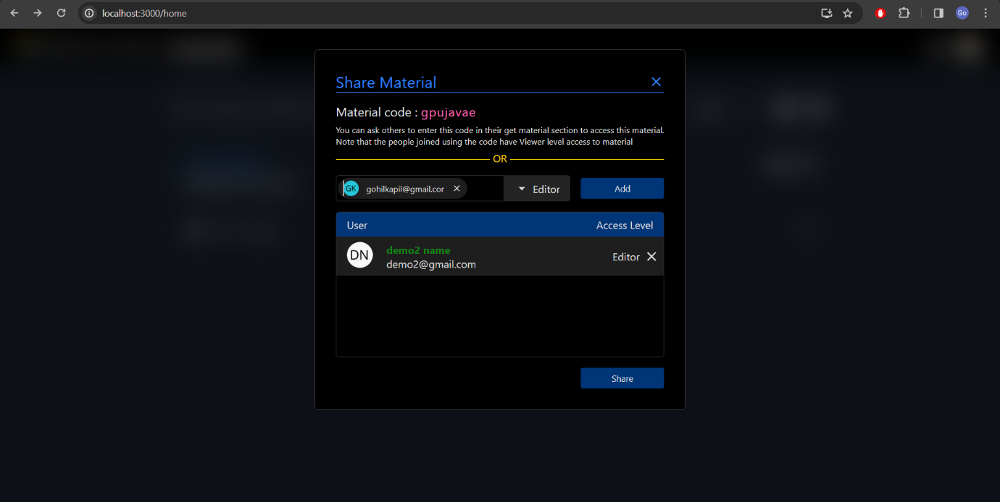 localhost:3000/home
Go
Share Material
Material code : gpujavae
You can ask others to enter this code in their get material section to access this material.
Note that the people joined using the code have Viewer level access to material
OR
GK gohilkapil@gmail.cor Editor Add
User Access Level
DN demo2 name
demo2@gmail.com Editor
Share